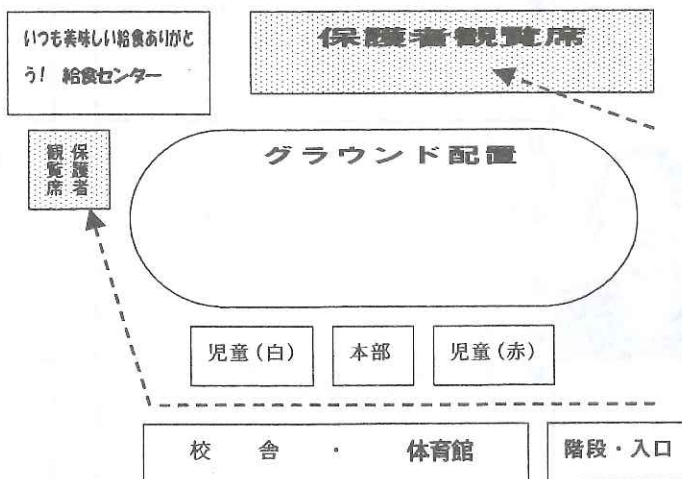 いつも美味しい給食ありがと
う! 給食センター
保護者観覧席
保護者
観覧席
グラウンド配置
児童(白)
本部
児童(赤)
校 舎 ・ 体育館
階段・入口